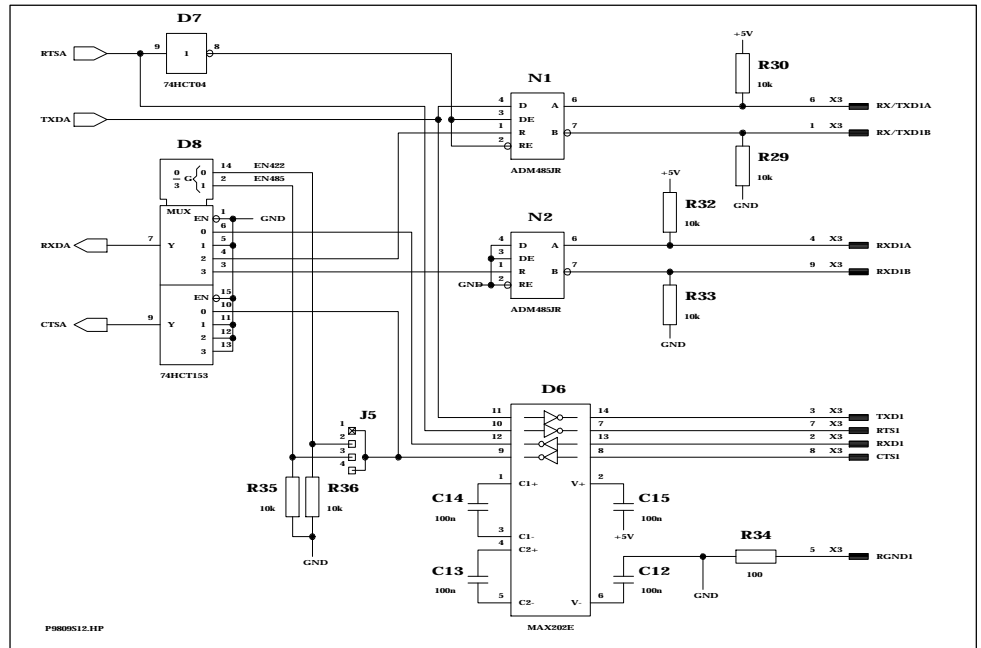 D7
RTSA 9 1 8
74HCT04
+5V
R30
10k
N1
4 D A 6 6 X3 RX/TXD1A
TXDA 3 DE
1 R B 7 1 X3 RX/TXD1B
2 RE
ADM485JR
R29
10k
GND
D8
0 3 G 0 1
14 EN422
2 EN485
MUX
EN 1 GND
0 6
1 5
RXDA 7 Y 2 4
3 3
EN 15
0 10
CTSA 9 Y 1 11
2 12
3 13
74HCT153
+5V
R32
10k
N2
4 D A 6 4 X3 RXD1A
3 DE
1 R B 7 9 X3 RXD1B
GND 2 RE
ADM485JR
R33
10k
GND
D6
11 14 3 X3 TXD1
10 7 7 X3 RTS1
12 13 2 X3 RXD1
9 8 8 X3 CTS1
J5
1
2
3
4
R35 R36
10k 10k
GND
1 C1+ V+ 2
C14 C15
100n 100n
3 C1- +5V
4 C2+
R34
100
5 X3 RGND1
C13 C12
100n 100n
GND
5 C2- V- 6
MAX202E
P9809S12.HP